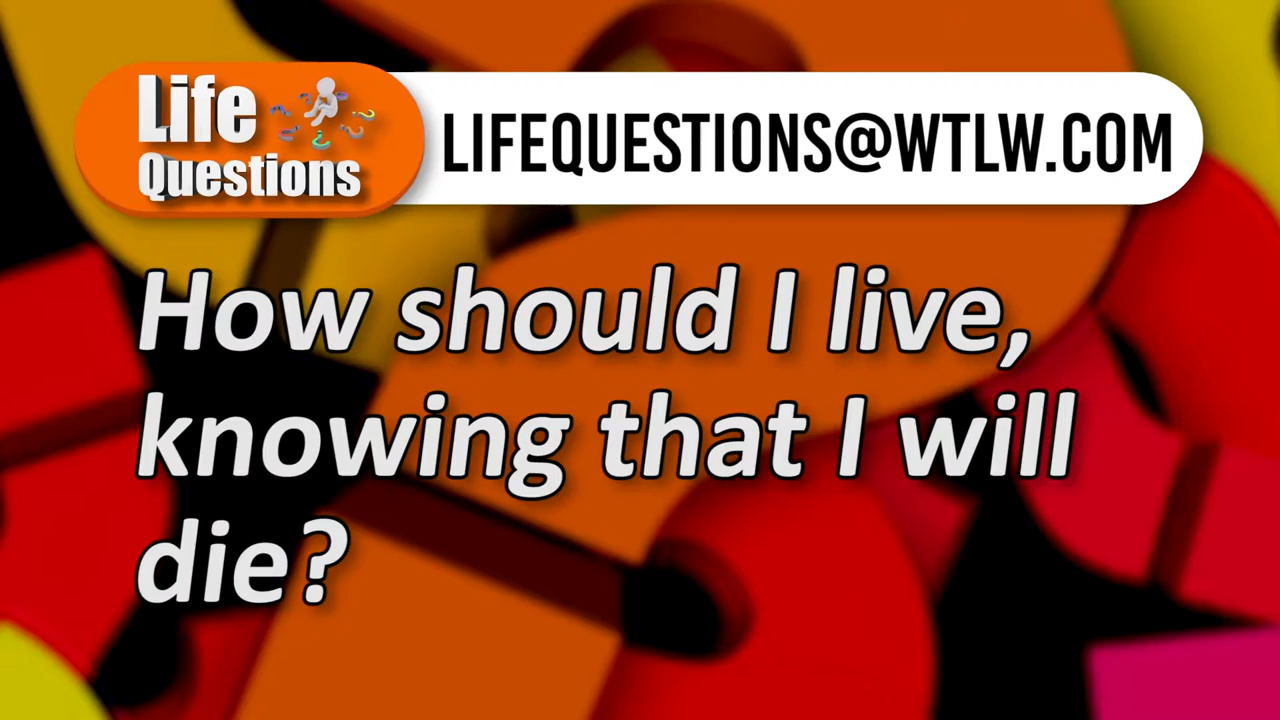 Life
Questions
LIFEQUESTIONS@WTLW.COM
How should I live,
knowing that I will
die?